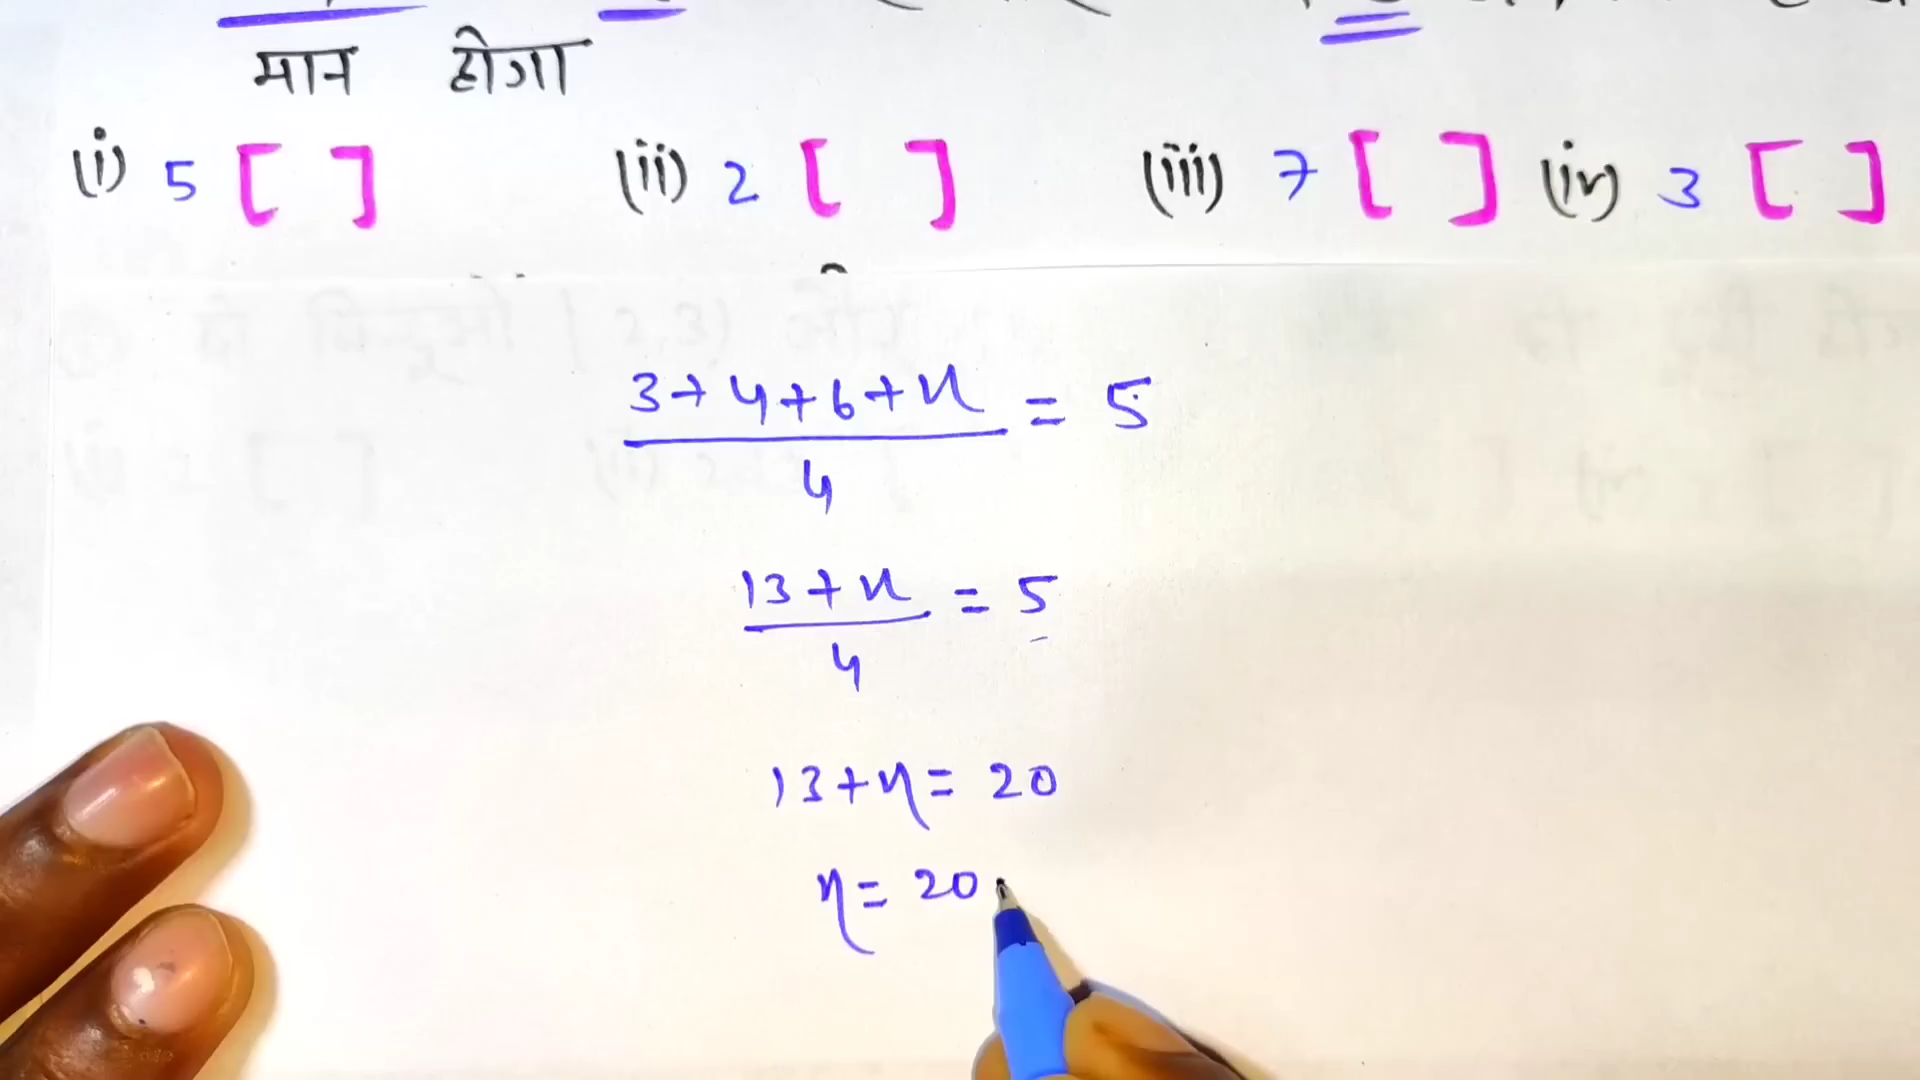 मान होगा
(i) 5 [ ] (ii) 2 [ ] (iii) 7 [ ] (iv) 3 [ ]
3+4+6+x = 5
4
13+x = 5
4
13+x = 20
x = 20